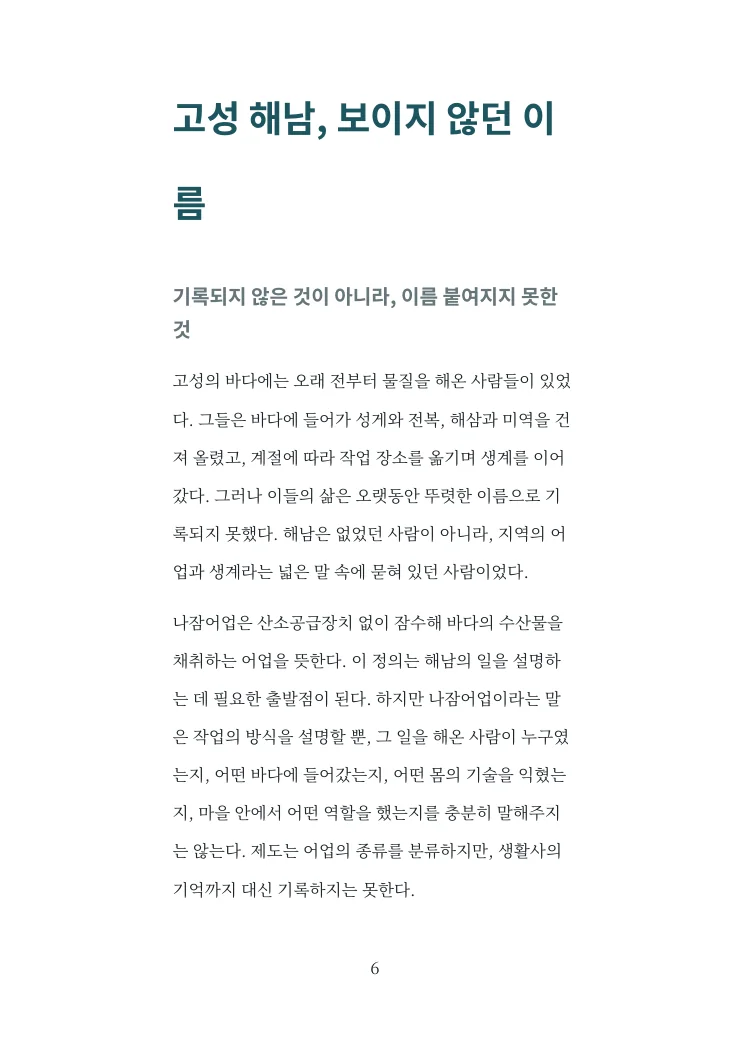 고성 해남, 보이지 않던 이
름
기록되지 않은 것이 아니라, 이름 붙여지지 못한
것
고성의 바다에는 오래 전부터 물질을 해온 사람들이 있었
다. 그들은 바다에 들어가 성게와 전복, 해삼과 미역을 건
져 올렸고, 계절에 따라 작업 장소를 옮기며 생계를 이어
갔다. 그러나 이들의 삶은 오랫동안 뚜렷한 이름으로 기
록되지 못했다. 해남은 없었던 사람이 아니라, 지역의 어
업과 생계라는 넓은 말 속에 묻혀 있던 사람이었다.
나잠어업은 산소공급장치 없이 잠수해 바다의 수산물을
채취하는 어업을 뜻한다. 이 정의는 해남의 일을 설명하
는 데 필요한 출발점이 된다. 하지만 나잠어업이라는 말
은 작업의 방식을 설명할 뿐, 그 일을 해온 사람이 누구였
는지, 어떤 바다에 들어갔는지, 어떤 몸의 기술을 익혔는
지, 마을 안에서 어떤 역할을 했는지를 충분히 말해주지
는 않는다. 제도는 어업의 종류를 분류하지만, 생활사의
기억까지 대신 기록하지는 못한다.
6